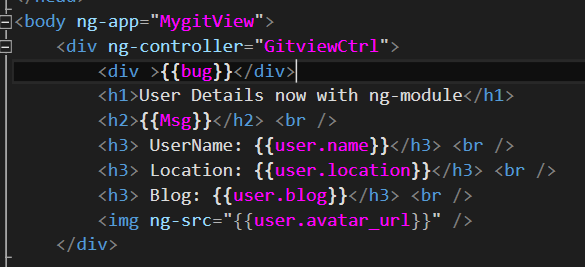 </head>
<body ng-app="MygitView">
<div ng-controller="GitviewCtrl">
<div >{{bug}}</div>
<h1>User Details now with ng-module</h1>
<h2>{{Msg}}</h2> <br />
<h3> UserName: {{user.name}}</h3> <br />
<h3> Location: {{user.location}}</h3> <br />
<h3> Blog: {{user.blog}}</h3> <br />
<img ng-src="{{user.avatar_url}}" />
</div>